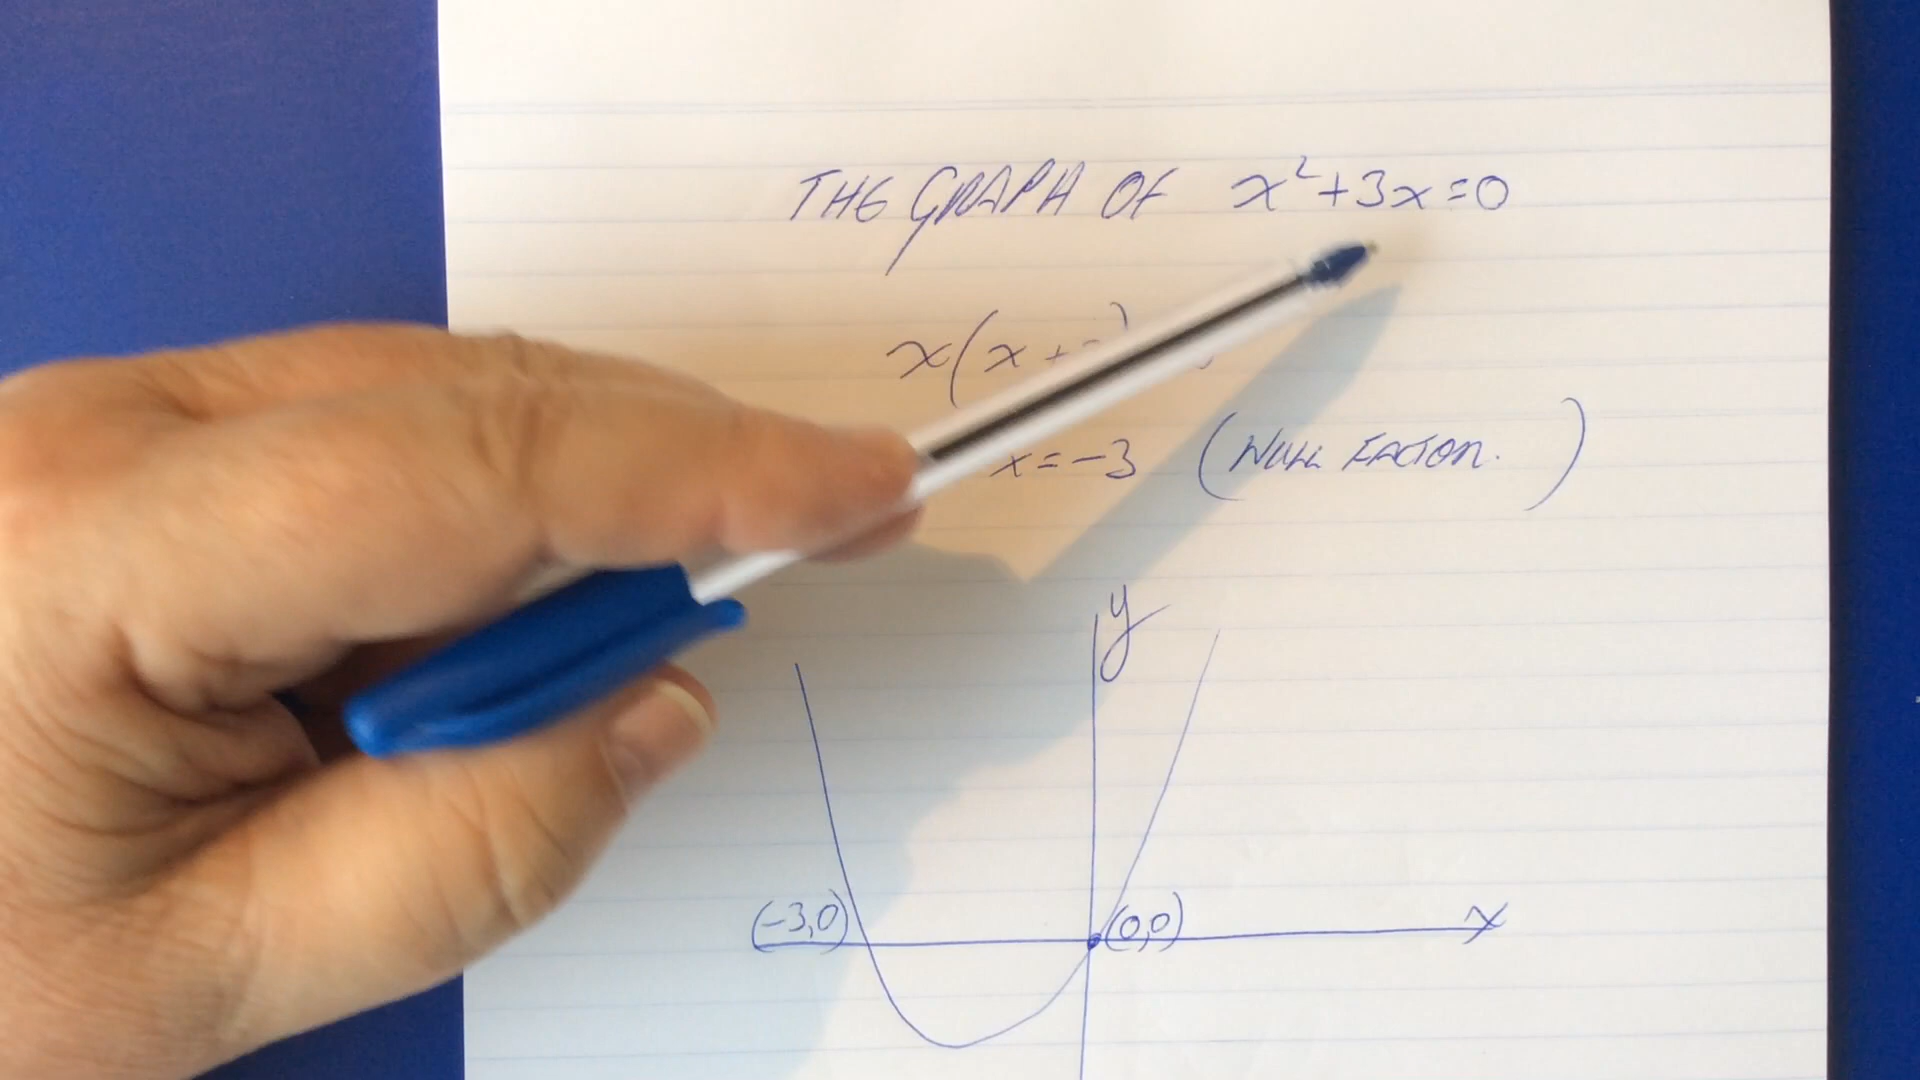 THE GRAPH OF x²+3x=0
x(x+
x=-3 (NULL FACTOR. )
y
(-3,0) (0,0) x